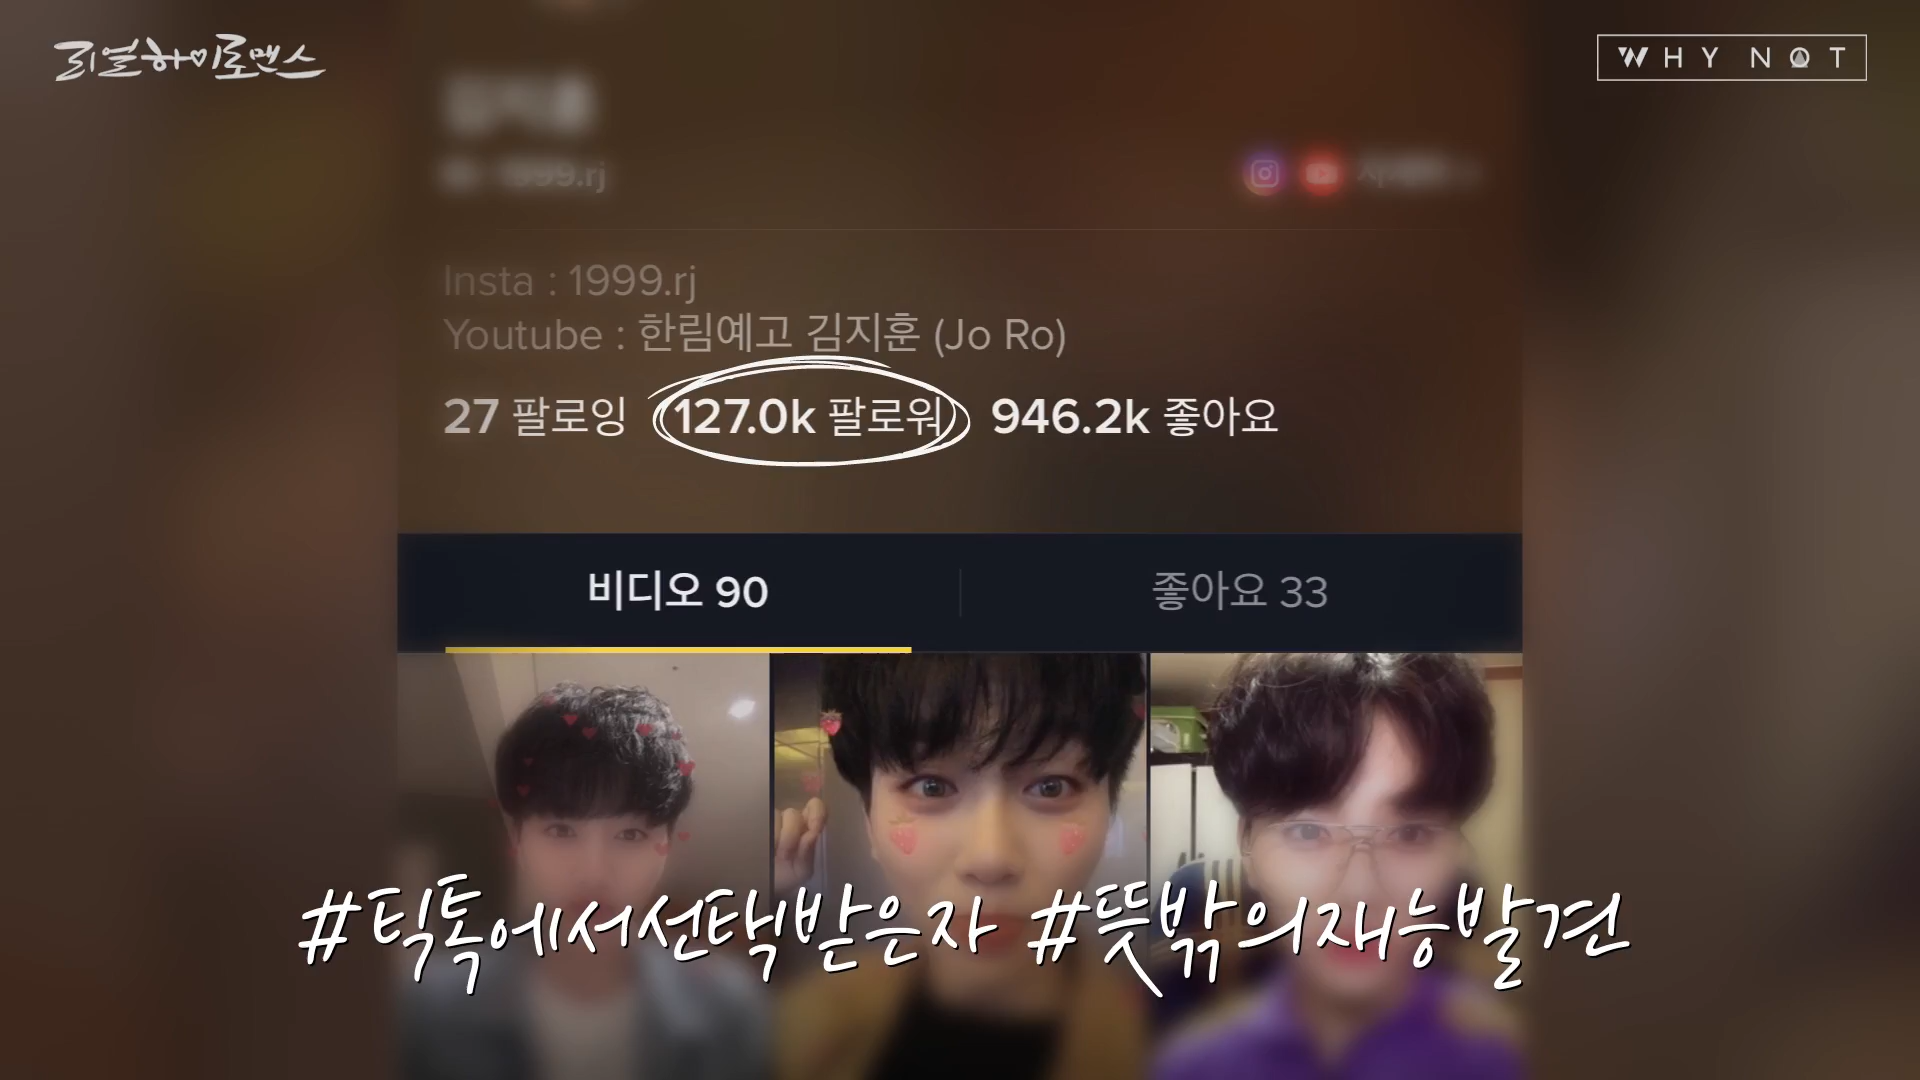 리얼하이로맨스
WHY NOT
1999.rj
Insta : 1999.rj
Youtube : 한림예고 김지훈 (Jo Ro)
27 팔로잉 127.0k 팔로워 946.2k 좋아요
비디오 90 좋아요 33
#틱톡에서선택받은자 #뜻밖의재능발견